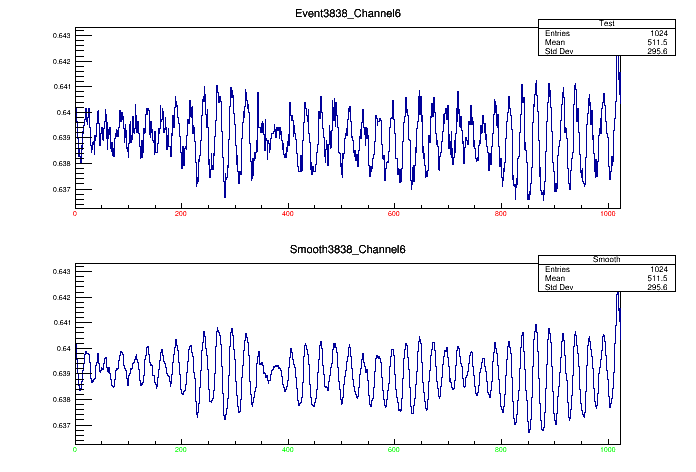 Event3838_Channel6
Test
Entries 1024
Mean 511.5
Std Dev 295.6
0.643
0.642
0.641
0.64
0.639
0.638
0.637
0 200 400 600 800 1000
Smooth3838_Channel6
Smooth
Entries 1024
Mean 511.5
Std Dev 295.6
0.643
0.642
0.641
0.64
0.639
0.638
0.637
0 200 400 600 800 1000